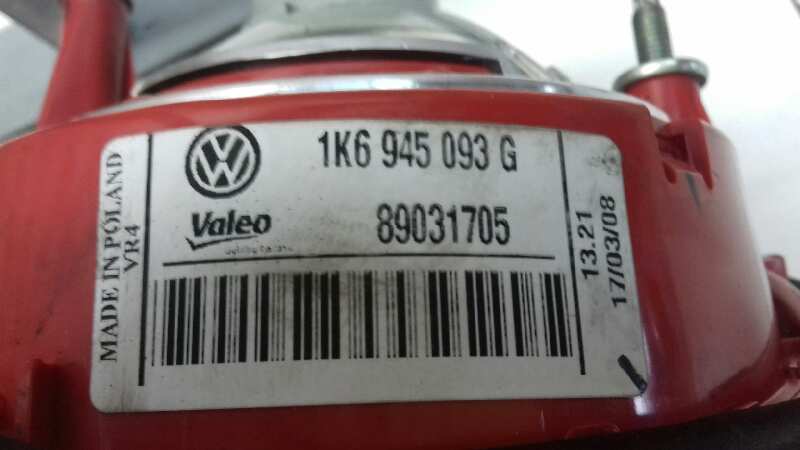 1K6 945 093 G
Valeo
89031705
MADE IN POLAND
VR4
13.21
17/03/08